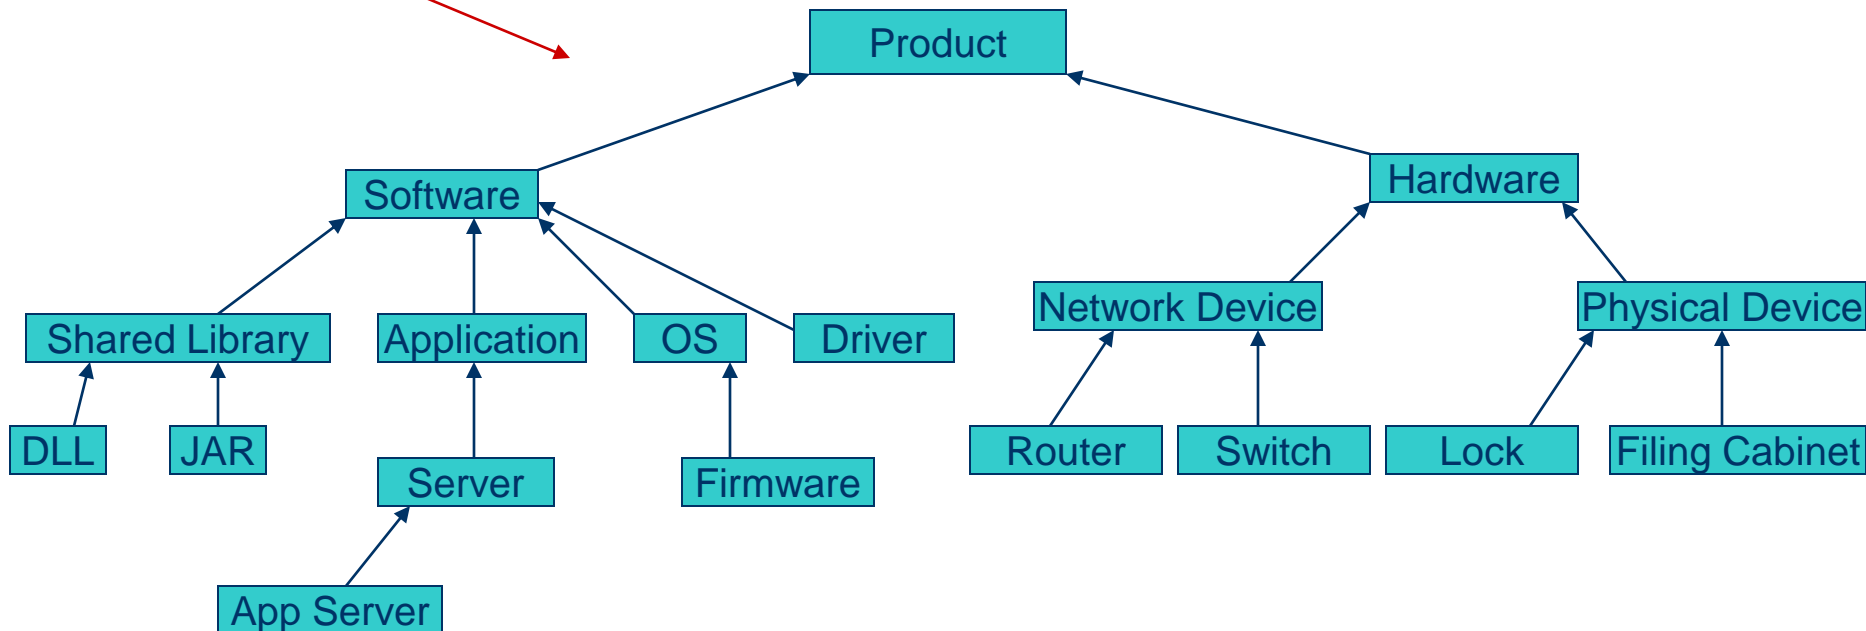 Product
Software
Hardware
Network Device
Physical Device
Shared Library
Application
OS
Driver
DLL
JAR
Router
Switch
Lock
Filing Cabinet
Server
Firmware
App Server